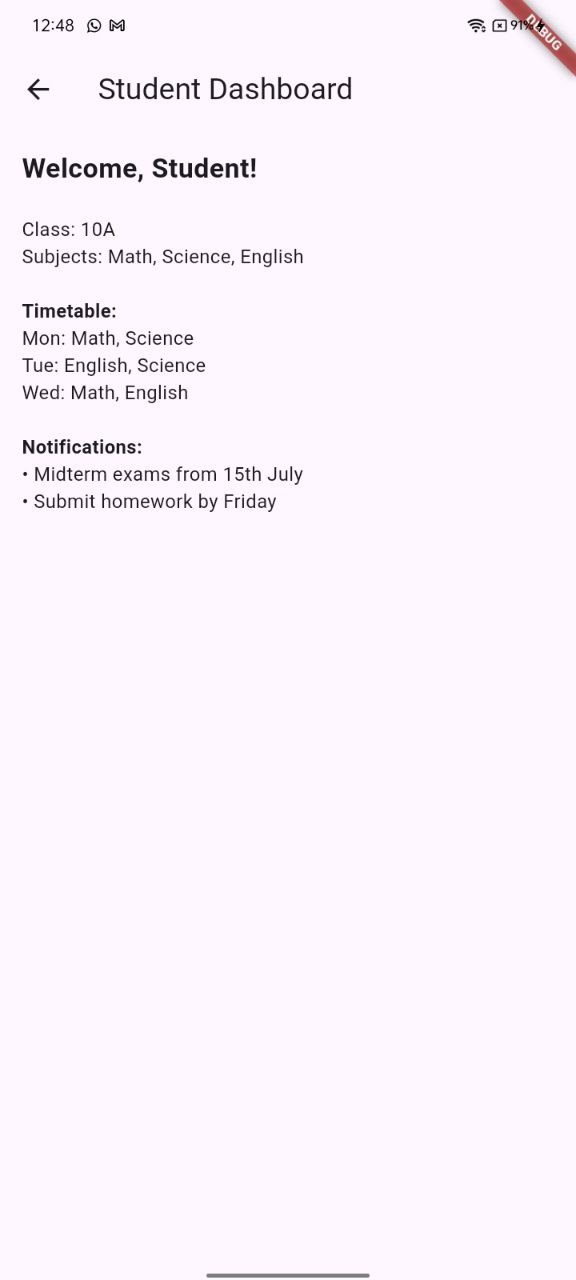 12:48
91%
DEBUG
Student Dashboard
Welcome, Student!
Class: 10A
Subjects: Math, Science, English
Timetable:
Mon: Math, Science
Tue: English, Science
Wed: Math, English
Notifications:
• Midterm exams from 15th July
• Submit homework by Friday